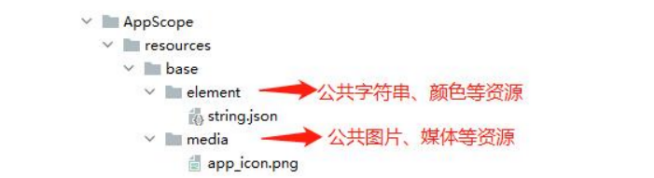 AppScope
resources
base
element 公共字符串、颜色等资源
string.json
media 公共图片、媒体等资源
app_icon.png